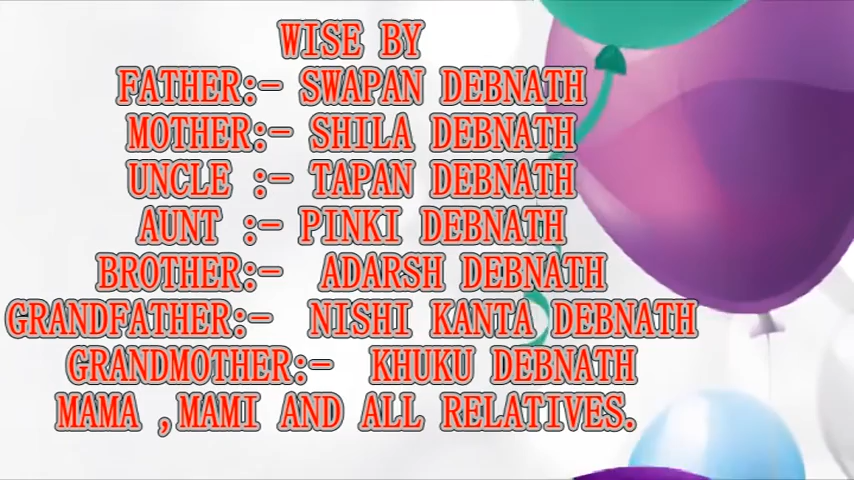 WISE BY
FATHER:- SWAPAN DEBNATH
MOTHER:- SHILA DEBNATH
UNCLE :- TAPAN DEBNATH
AUNT :- PINKI DEBNATH
BROTHER:- ADARSH DEBNATH
GRANDFATHER:- NISHI KANTA DEBNATH
GRANDMOTHER:- KHUKU DEBNATH
MAMA ,MAMI AND ALL RELATIVES.